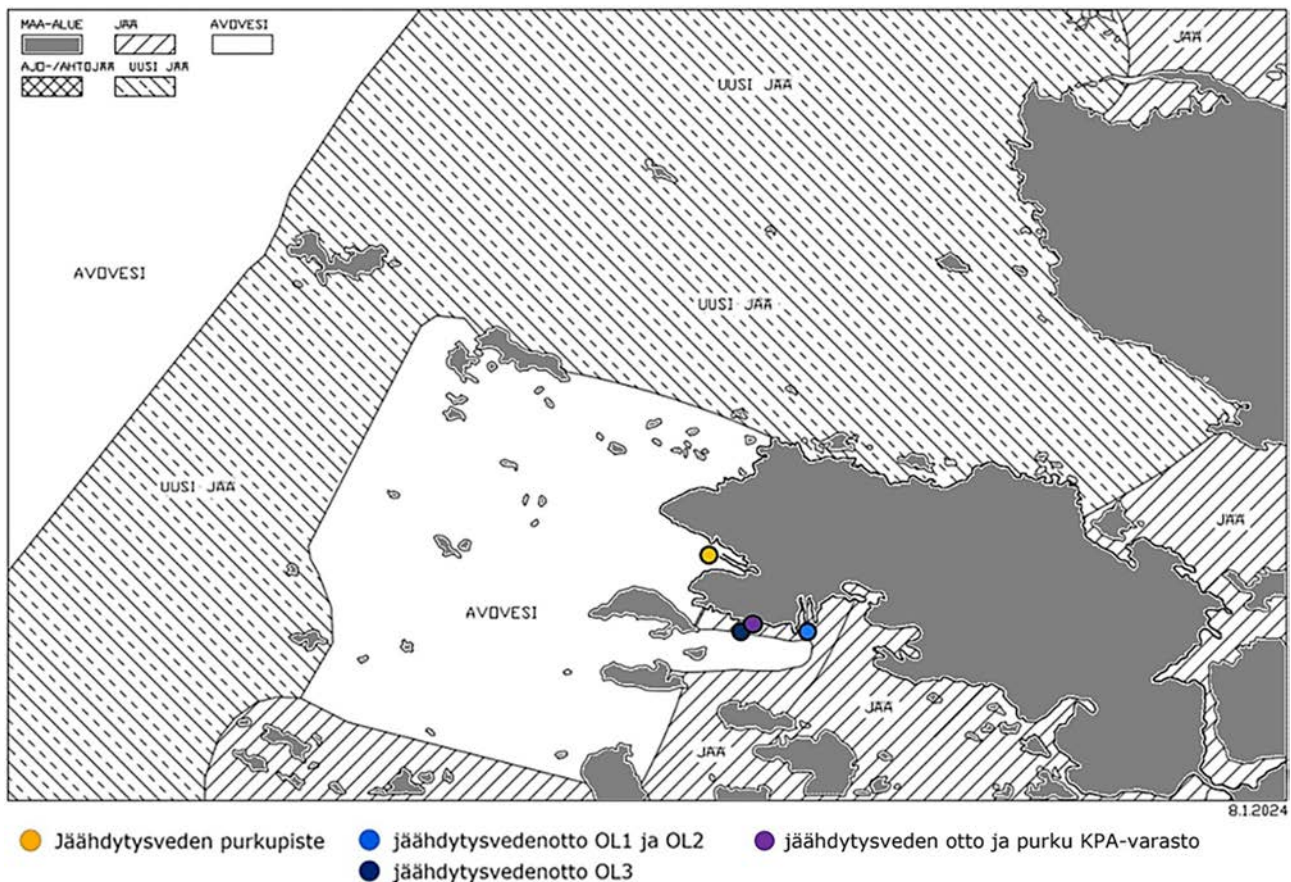 MAA-ALUE JÄÄ AVOVESI
AJO-/AHTOJÄÄ UUSI JÄÄ
JÄÄ
UUSI JÄÄ
AVOVESI
UUSI JÄÄ
UUSI JÄÄ
JÄÄ
AVOVESI
JÄÄ
JÄÄ
8.1.2024
Jäähdytysveden purkupiste
jäähdytysvedenotto OL1 ja OL2
jäähdytysveden otto ja purku KPA-varasto
jäähdytysvedenotto OL3